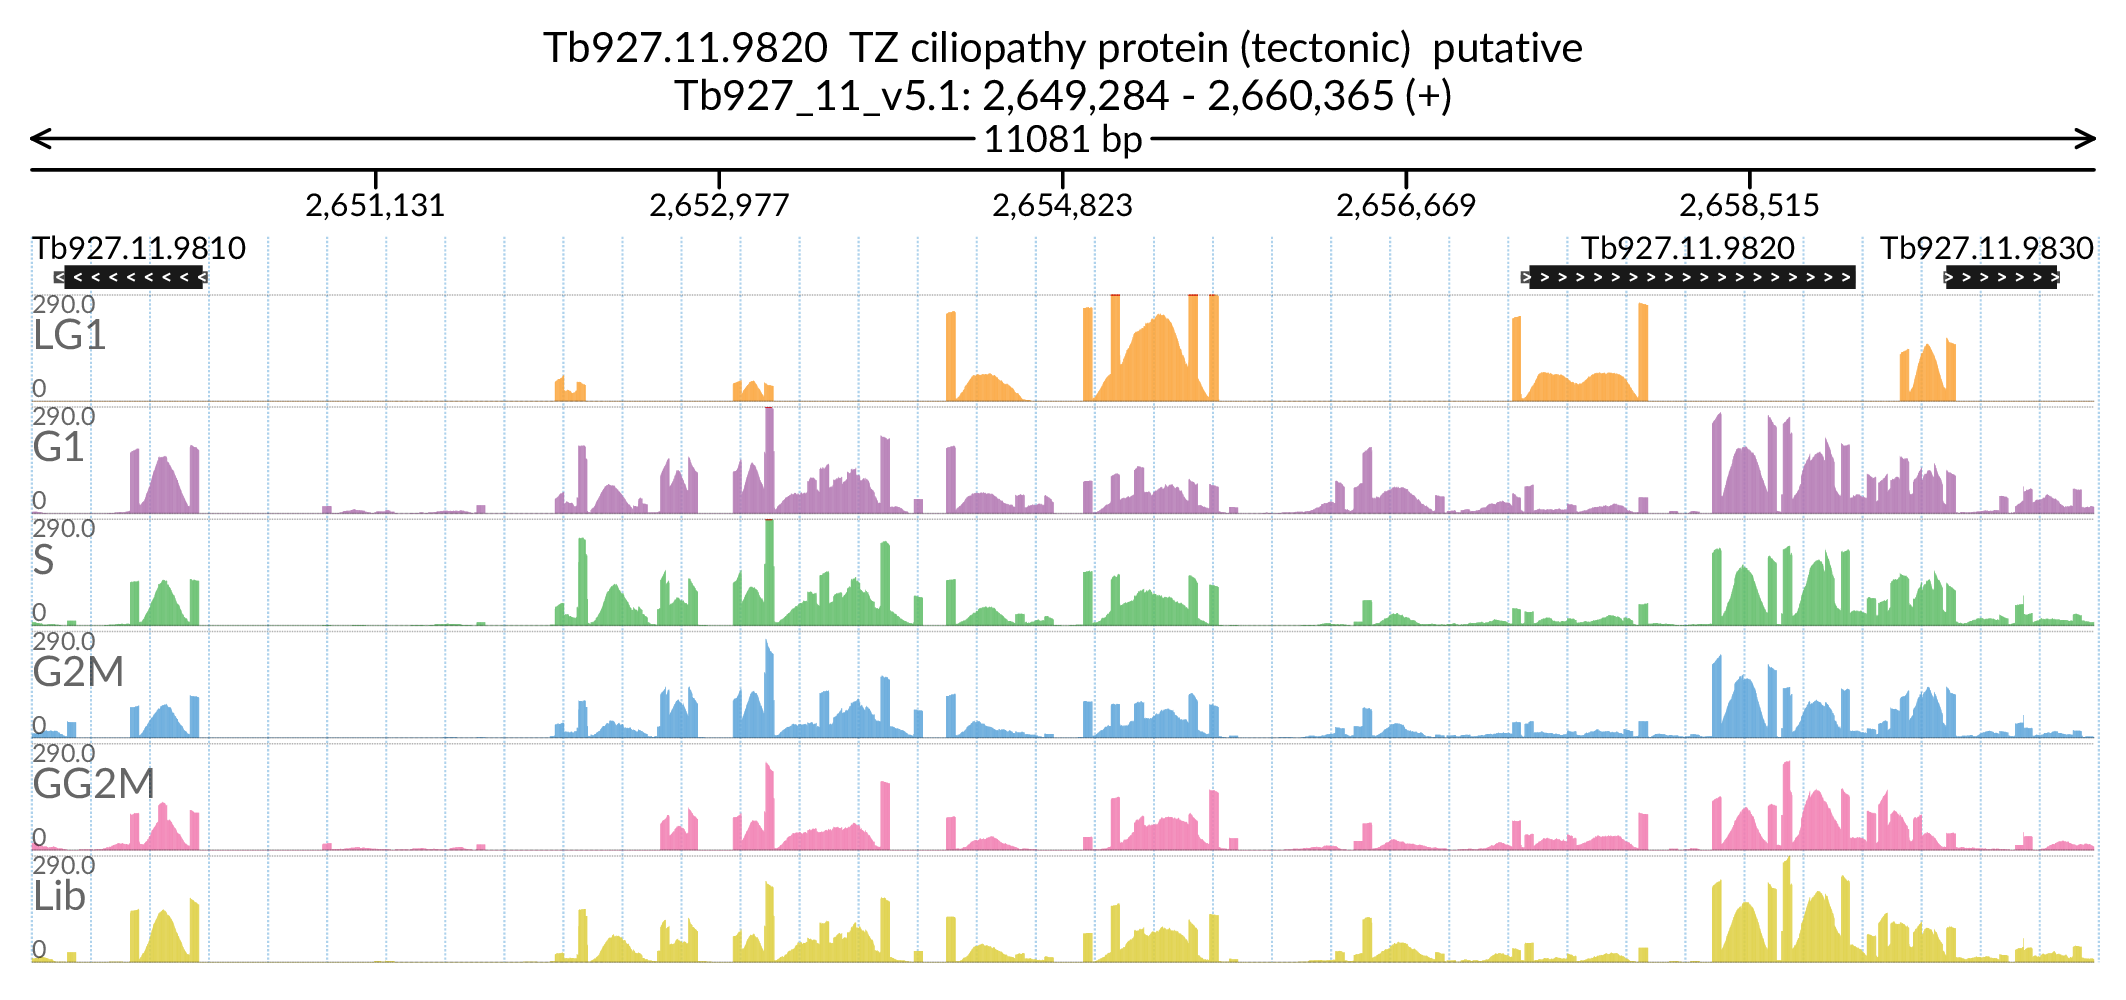 Tb927.11.9820  TZ ciliopathy protein (tectonic)  putative
Tb927_11_v5.1: 2,649,284 - 2,660,365 (+)
11081 bp
2,651,131 2,652,977 2,654,823 2,656,669 2,658,515
Tb927.11.9810 Tb927.11.9820 Tb927.11.9830
290.0
LG1
0
290.0
G1
0
290.0
S
0
290.0
G2M
0
290.0
GG2M
0
290.0
Lib
0